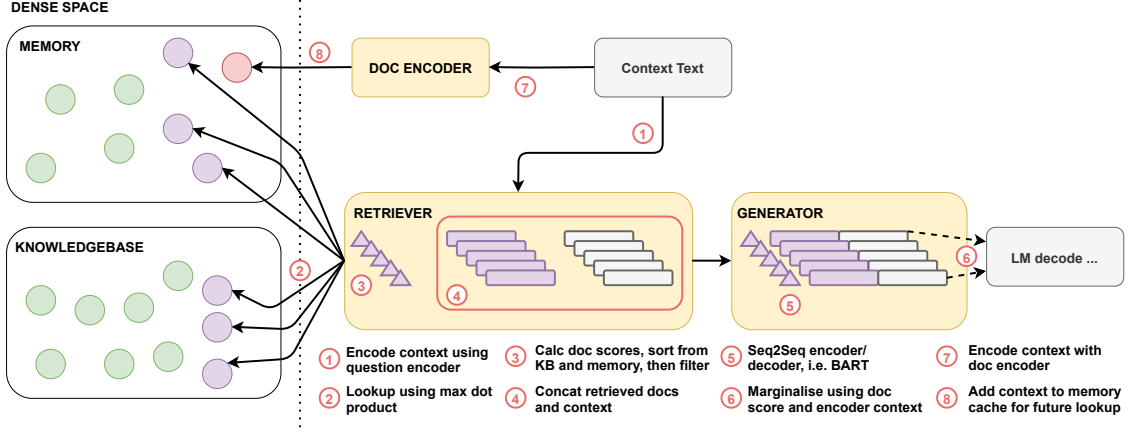 DENSE SPACE
MEMORY
8
DOC ENCODER
7
Context Text
1
KNOWLEDGEBASE
2
RETRIEVER
3
4
GENERATOR
5
6
LM decode ...
1 Encode context using
question encoder
2 Lookup using max dot
product
3 Calc doc scores, sort from
KB and memory, then filter
4 Concat retrieved docs
and context
5 Seq2Seq encoder/
decoder, i.e. BART
6 Marginalise using doc
score and encoder context
7 Encode context with
doc encoder
8 Add context to memory
cache for future lookup